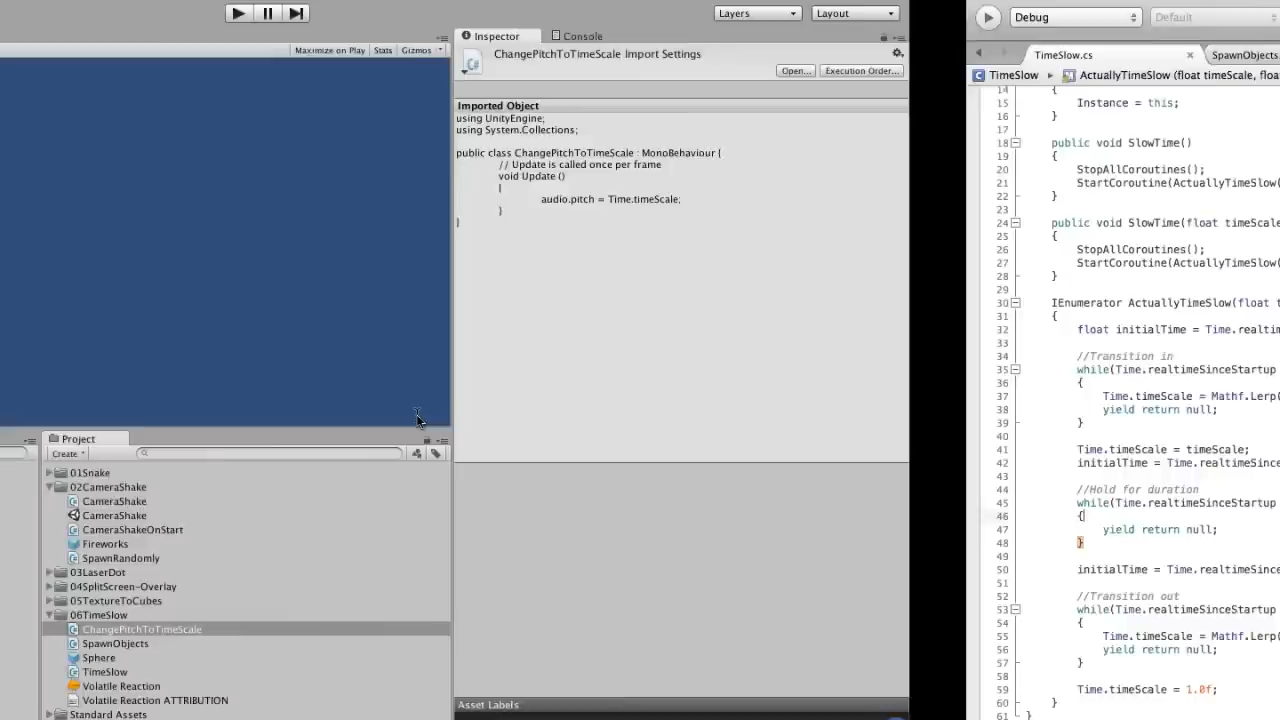 Layers
Layout
Maximize on Play
Stats
Gizmos
Inspector
Console
ChangePitchToTimeScale Import Settings
Open...
Execution Order...
Imported Object
using UnityEngine;
using System.Collections;
public class ChangePitchToTimeScale : MonoBehaviour {
// Update is called once per frame
void Update ()
{
audio.pitch = Time.timeScale;
}
}
Project
Create
01Snake
02CameraShake
CameraShake
CameraShake
CameraShakeOnStart
Fireworks
SpawnRandomly
03LaserDot
04SplitScreen-Overlay
05TextureToCubes
06TimeSlow
ChangePitchToTimeScale
SpawnObjects
Sphere
TimeSlow
Volatile Reaction
Volatile Reaction ATTRIBUTION
Standard Assets
Asset Labels
Debug
Default
TimeSlow.cs
SpawnObjects.
TimeSlow
ActuallyTimeSlow (float timeScale, floa
14 {
15 Instance = this;
16 }
17
18 public void SlowTime()
19 {
20 StopAllCoroutines();
21 StartCoroutine(ActuallyTimeSlow(
22 }
23
24 public void SlowTime(float timeScale
25 {
26 StopAllCoroutines();
27 StartCoroutine(ActuallyTimeSlow(
28 }
29
30 IEnumerator ActuallyTimeSlow(float t
31 {
32 float initialTime = Time.realtim
33
34 //Transition in
35 while(Time.realtimeSinceStartup
36 {
37 Time.timeScale = Mathf.Lerp(
38 yield return null;
39 }
40
41 Time.timeScale = timeScale;
42 initialTime = Time.realtimeSince
43
44 //Hold for duration
45 while(Time.realtimeSinceStartup
46 {
47 yield return null;
48 }
49
50 initialTime = Time.realtimeSince
51
52 //Transition out
53 while(Time.realtimeSinceStartup
54 {
55 Time.timeScale = Mathf.Lerp(
56 yield return null;
57 }
58
59 Time.timeScale = 1.0f;
60 }
61 }